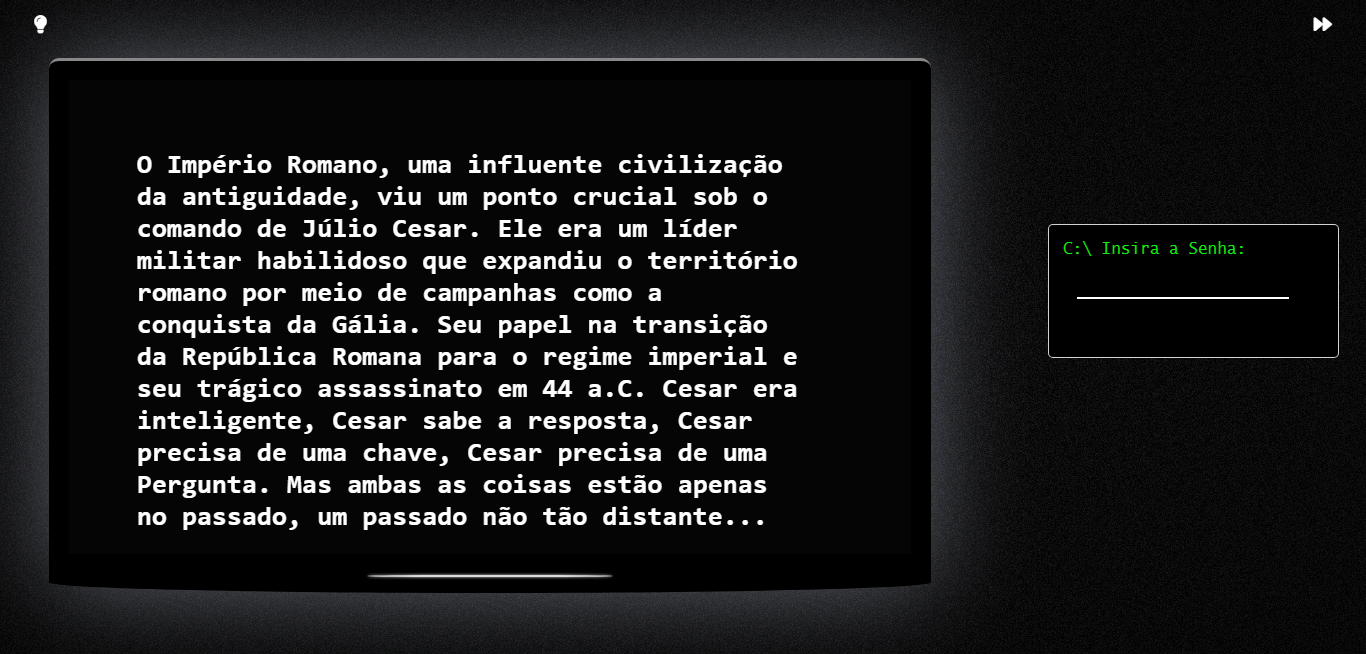 O Império Romano, uma influente civilização
da antiguidade, viu um ponto crucial sob o
comando de Júlio Cesar. Ele era um líder
militar habilidoso que expandiu o território
romano por meio de campanhas como a
conquista da Gália. Seu papel na transição
da República Romana para o regime imperial e
seu trágico assassinato em 44 a.C. Cesar era
inteligente, Cesar sabe a resposta, Cesar
precisa de uma chave, Cesar precisa de uma
Pergunta. Mas ambas as coisas estão apenas
no passado, um passado não tão distante...
C:\ Insira a Senha: